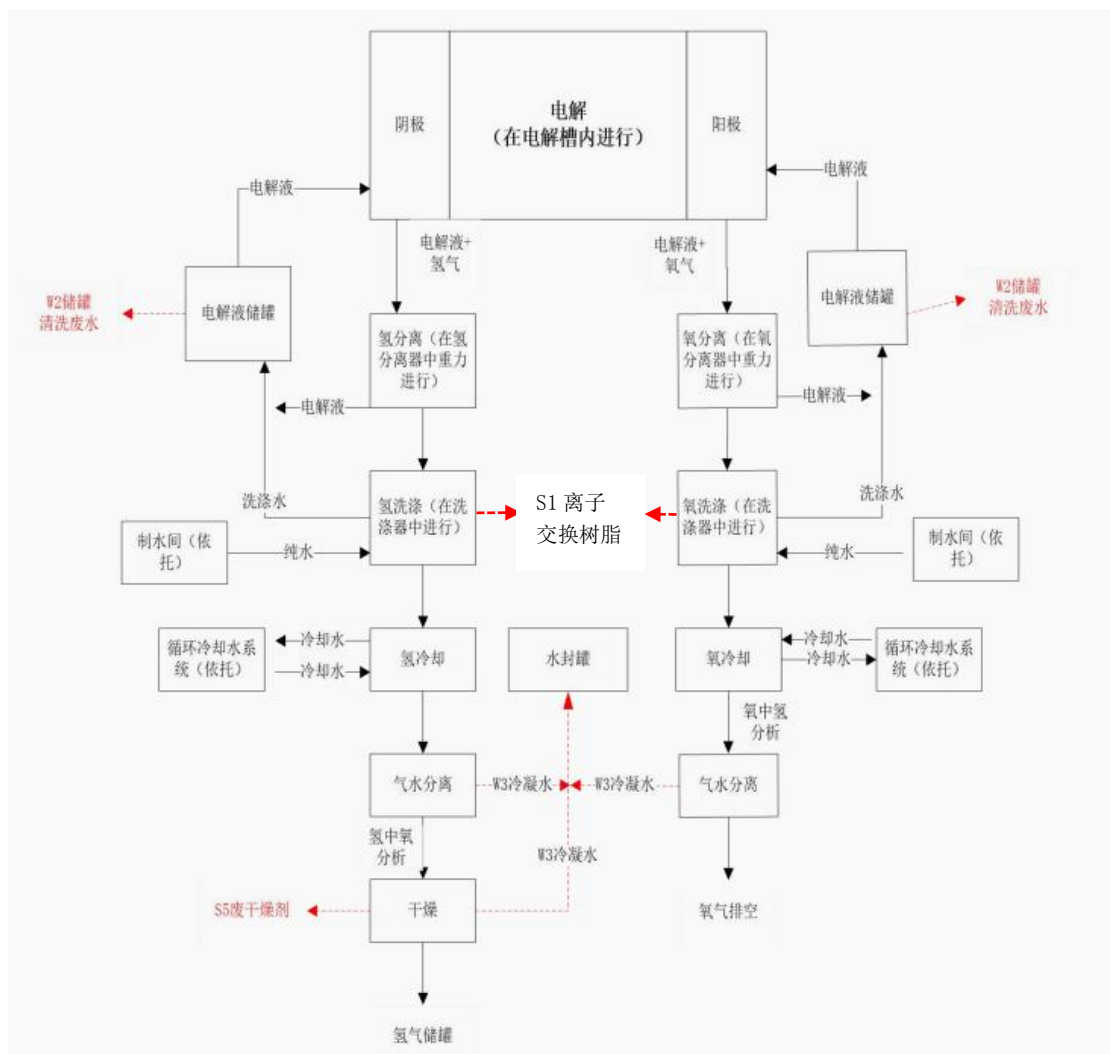 电解
（在电解槽内进行）
阴极
阳极
电解液
电解液
电解液+
氢气
电解液+
氧气
W2储罐
清洗废水
电解液储罐
电解液储罐
W2储罐
清洗废水
氢分离（在氢
分离器中重力
进行）
氧分离（在氧
分离器中重力
进行）
电解液
电解液
洗涤水
氢洗涤（在洗
涤器中进行）
S1 离子
交换树脂
氧洗涤（在洗
涤器中进行）
洗涤水
制水间（依
托）
纯水
纯水
制水间（依
托）
循环冷却水系
统（依托）
冷却水
冷却水
氢冷却
水封罐
氧冷却
冷却水
冷却水
循环冷却水系
统（依托）
氧中氢
分析
气水分离
W3冷凝水
W3冷凝水
气水分离
氢中氧
分析
W3冷凝水
S5废干燥剂
干燥
氧气排空
氢气储罐